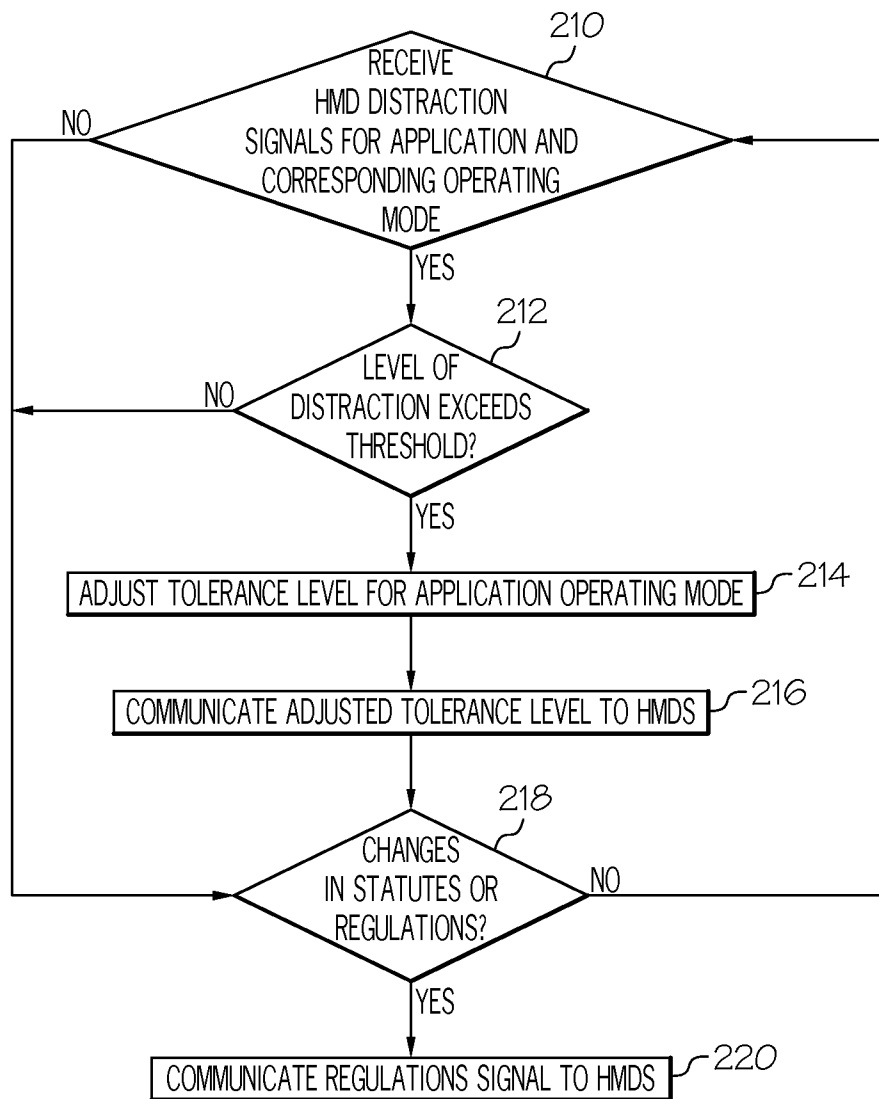 210
RECEIVE
HMD DISTRACTION
SIGNALS FOR APPLICATION AND
CORRESPONDING OPERATING
MODE
NO
YES
212
LEVEL OF
DISTRACTION EXCEEDS
THRESHOLD?
NO
YES
ADJUST TOLERANCE LEVEL FOR APPLICATION OPERATING MODE
214
COMMUNICATE ADJUSTED TOLERANCE LEVEL TO HMDS
216
218
CHANGES
IN STATUTES OR
REGULATIONS?
NO
YES
COMMUNICATE REGULATIONS SIGNAL TO HMDS
220